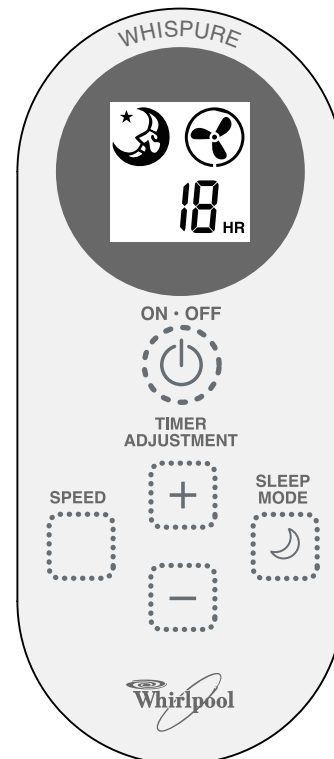 WHISPURE
18 HR
ON • OFF
TIMER
ADJUSTMENT
SPEED
SLEEP
MODE
+
−
Whirlpool